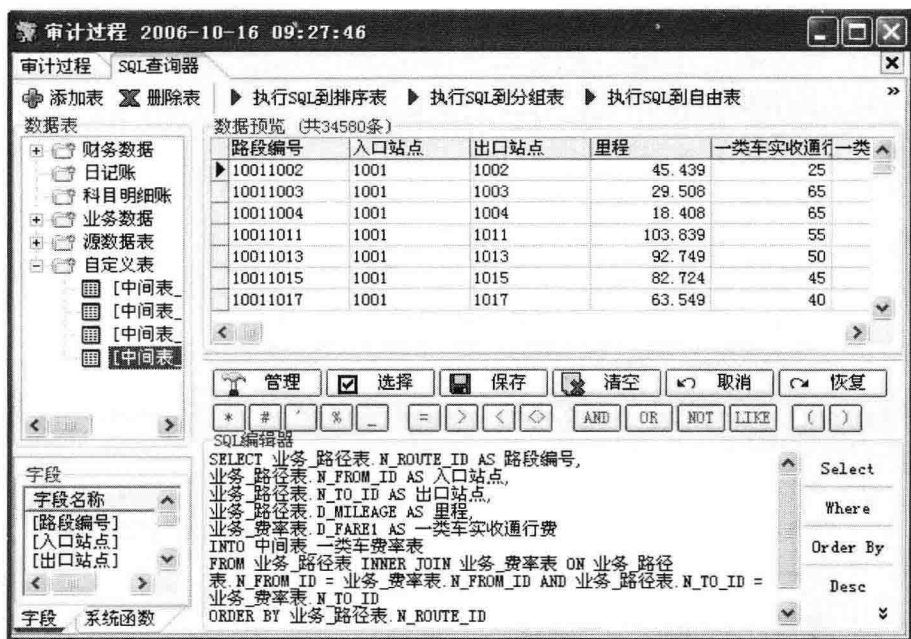 审计过程 2006-10-16 09:27:46
审计过程 SQL查询器
添加表 删除表 执行SQL到排序表 执行SQL到分组表 执行SQL到自由表
数据表
财务数据
日记账
科目明细账
业务数据
源数据表
自定义表
[中间表_
[中间表_
[中间表_
[中间表_
数据预览 (共34580条)
路段编号 入口站点 出口站点 里程 一类车实收通行 一类
10011002 1001 1002 45.439 25
10011003 1001 1003 29.508 65
10011004 1001 1004 18.408 65
10011011 1001 1011 103.839 55
10011013 1001 1013 92.749 50
10011015 1001 1015 82.724 45
10011017 1001 1017 63.549 40
管理 选择 保存 清空 取消 恢复
* # ' % _ = > < <> AND OR NOT LIKE ( )
SQL编辑器
SELECT 业务_路径表.N_ROUTE_ID AS 路段编号,
业务_路径表.N_FROM_ID AS 入口站点,
业务_路径表.N_TO_ID AS 出口站点,
业务_路径表.D_MILEAGE AS 里程,
业务_费率表.D_FARE1 AS 一类车实收通行费
INTO 中间表_一类车费率表
FROM 业务_路径表 INNER JOIN 业务_费率表 ON 业务_路径
表.N_FROM_ID = 业务_费率表.N_FROM_ID AND 业务_路径表.N_TO_ID =
业务_费率表.N_TO_ID
ORDER BY 业务_路径表.N_ROUTE_ID
Select
Where
Order By
Desc
字段
字段名称
[路段编号]
[入口站点]
[出口站点]
字段 系统函数